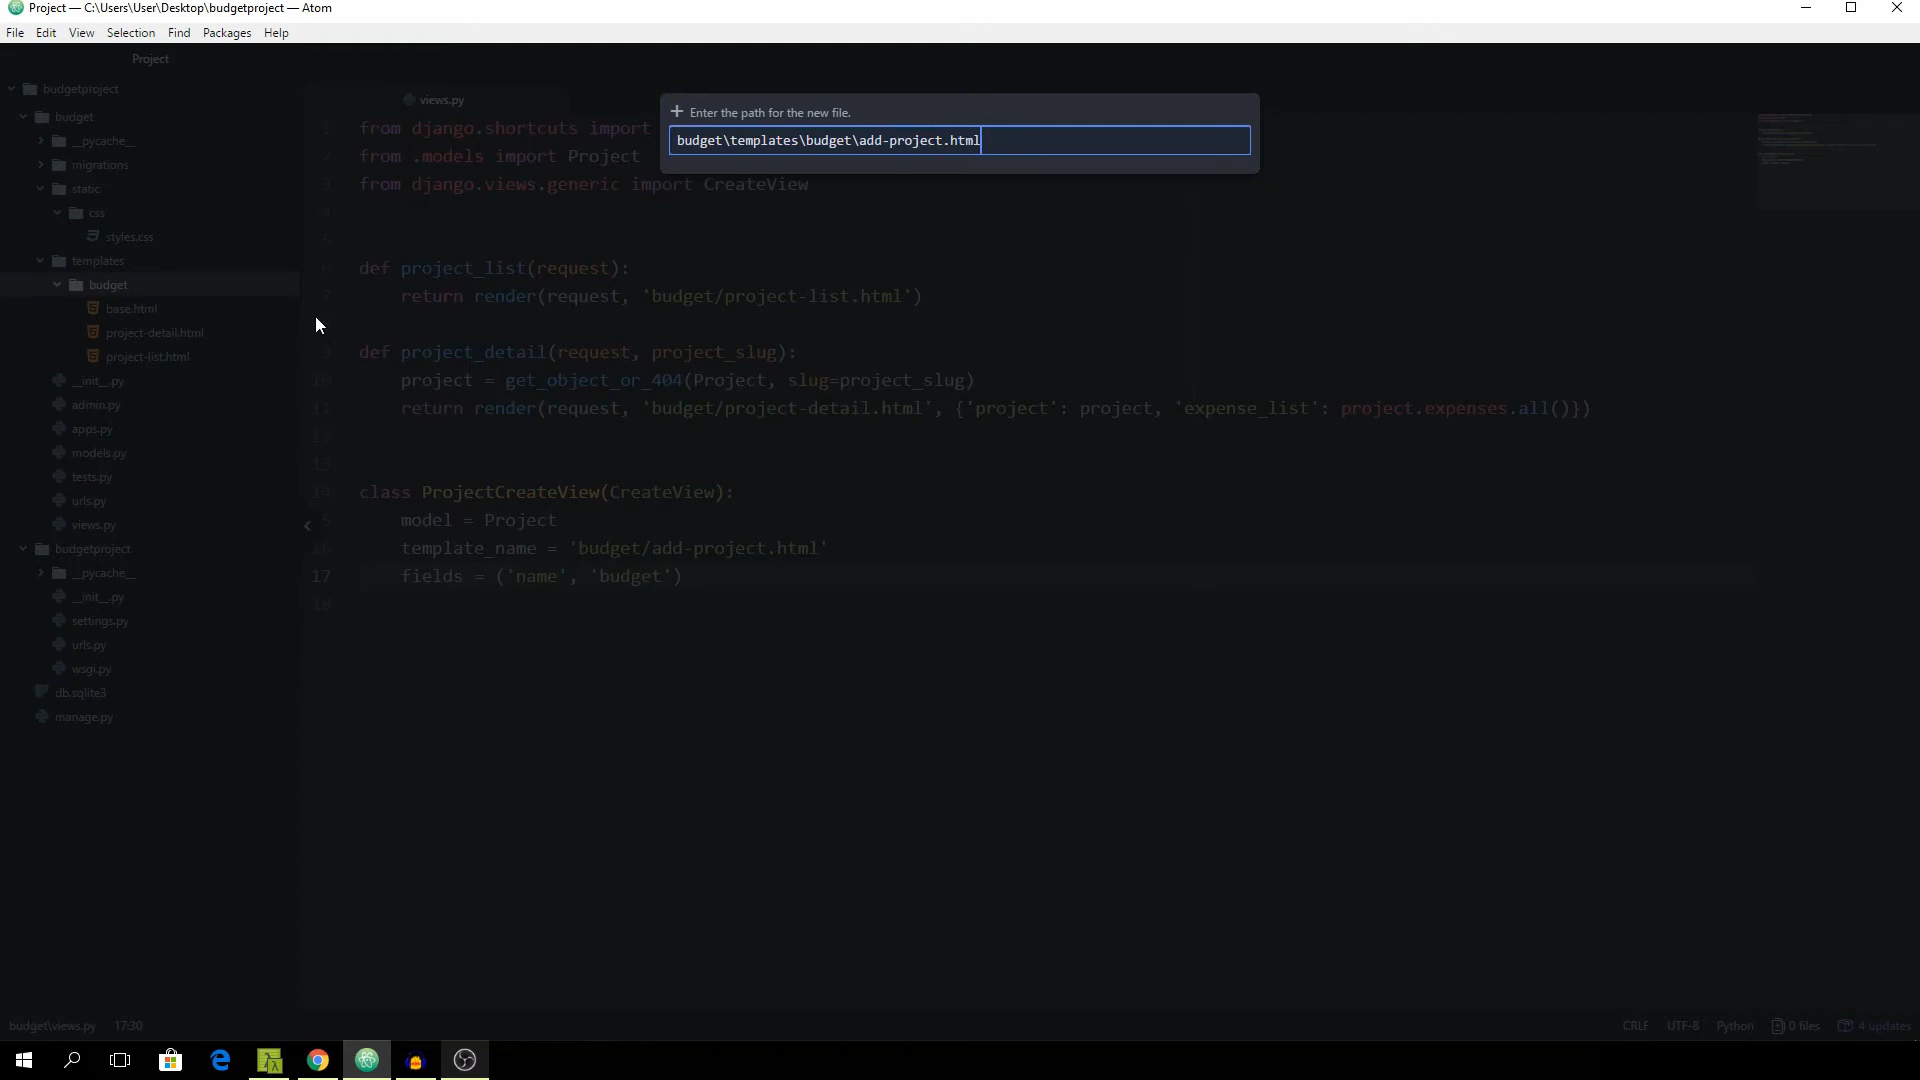 Project — C:\Users\User\Desktop\budgetproject — Atom
File Edit View Selection Find Packages Help
Project
budgetproject
budget
__pycache__
migrations
static
css
styles.css
templates
budget
base.html
project-detail.html
project-list.html
__init__.py
admin.py
apps.py
models.py
tests.py
urls.py
views.py
budgetproject
__pycache__
__init__.py
settings.py
urls.py
wsgi.py
db.sqlite3
manage.py
views.py
Enter the path for the new file.
budget\templates\budget\add-project.html
from django.shortcuts import
from .models import Project
from django.views.generic import CreateView
def project_list(request):
return render(request, 'budget/project-list.html')
def project_detail(request, project_slug):
project = get_object_or_404(Project, slug=project_slug)
return render(request, 'budget/project-detail.html', {'project': project, 'expense_list': project.expenses.all()})
class ProjectCreateView(CreateView):
model = Project
template_name = 'budget/add-project.html'
17 fields = ('name', 'budget')
18
budget\views.py 17:30
CRLF UTF-8 Python 0 files 4 updates